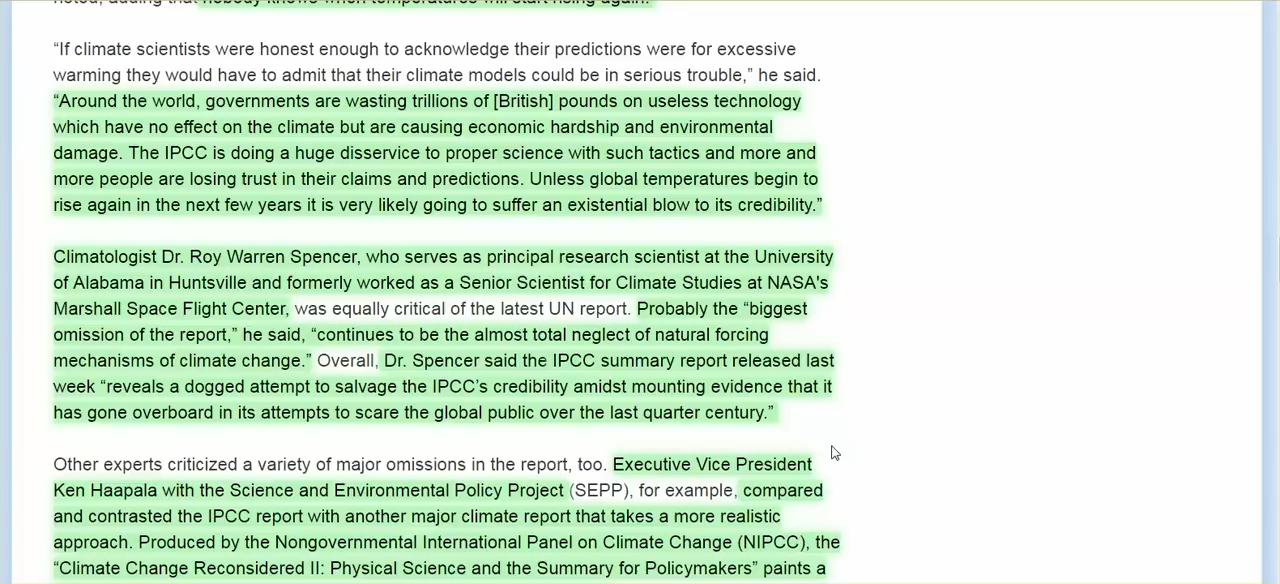 noted, adding that nobody knows when temperatures will start rising again.
“If climate scientists were honest enough to acknowledge their predictions were for excessive
warming they would have to admit that their climate models could be in serious trouble,” he said.
“Around the world, governments are wasting trillions of [British] pounds on useless technology
which have no effect on the climate but are causing economic hardship and environmental
damage. The IPCC is doing a huge disservice to proper science with such tactics and more and
more people are losing trust in their claims and predictions. Unless global temperatures begin to
rise again in the next few years it is very likely going to suffer an existential blow to its credibility.”
Climatologist Dr. Roy Warren Spencer, who serves as principal research scientist at the University
of Alabama in Huntsville and formerly worked as a Senior Scientist for Climate Studies at NASA's
Marshall Space Flight Center, was equally critical of the latest UN report. Probably the “biggest
omission of the report,” he said, “continues to be the almost total neglect of natural forcing
mechanisms of climate change.” Overall, Dr. Spencer said the IPCC summary report released last
week “reveals a dogged attempt to salvage the IPCC’s credibility amidst mounting evidence that it
has gone overboard in its attempts to scare the global public over the last quarter century.”
Other experts criticized a variety of major omissions in the report, too. Executive Vice President
Ken Haapala with the Science and Environmental Policy Project (SEPP), for example, compared
and contrasted the IPCC report with another major climate report that takes a more realistic
approach. Produced by the Nongovernmental International Panel on Climate Change (NIPCC), the
“Climate Change Reconsidered II: Physical Science and the Summary for Policymakers” paints a